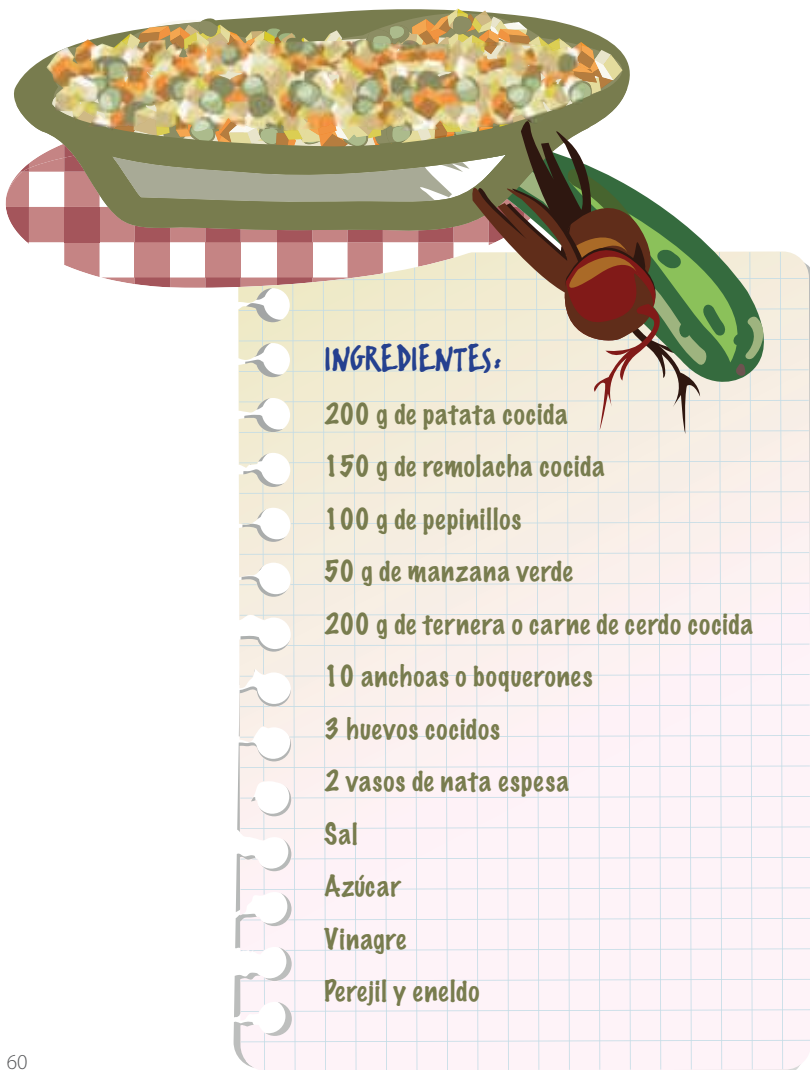 INGREDIENTES:
200 g de patata cocida
150 g de remolacha cocida
100 g de pepinillos
50 g de manzana verde
200 g de ternera o carne de cerdo cocida
10 anchoas o boquerones
3 huevos cocidos
2 vasos de nata espesa
Sal
Azúcar
Vinagre
Perejil y eneldo
60